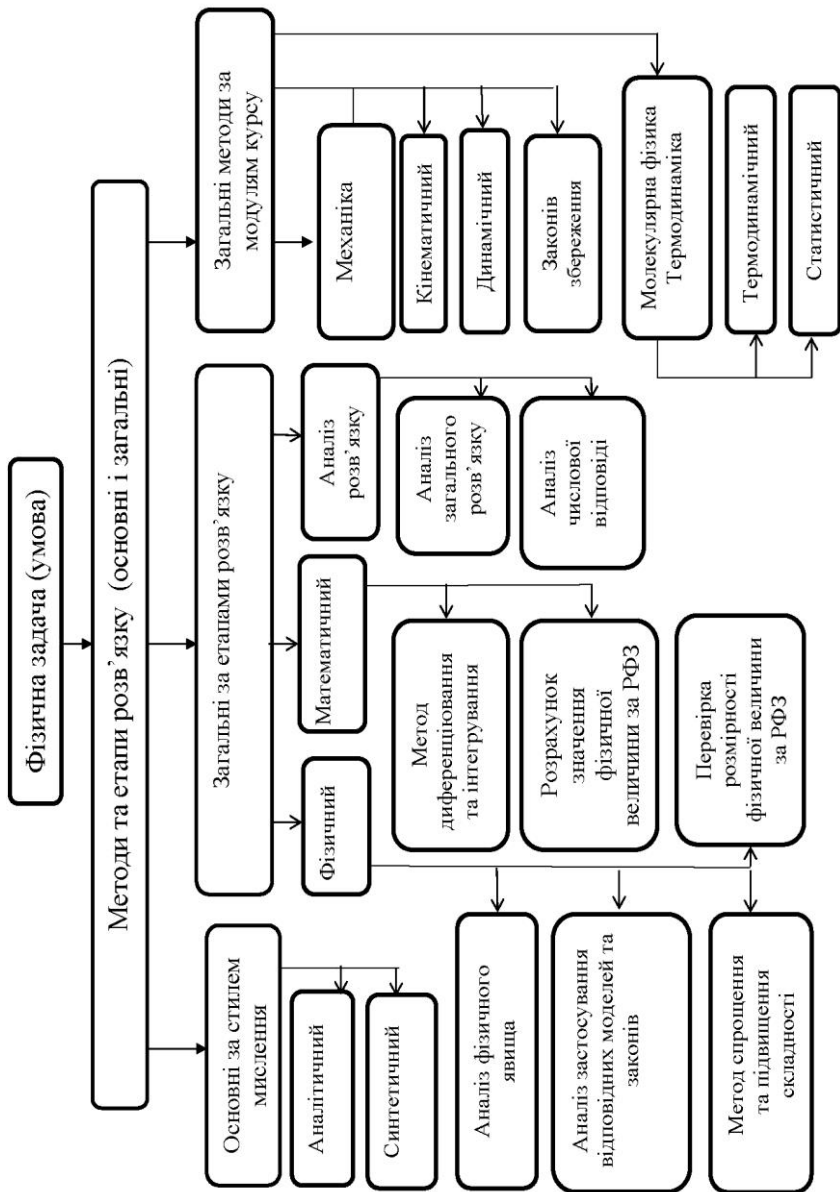 Фізична задача (умова)
Методи та етапи розв’язку (основні і загальні)
Основні за стилем
мислення
Аналітичний
Синтетичний
Загальні за етапами розв’язку
Фізичний
Аналіз фізичного
явища
Аналіз застосування
відповідних моделей та
законів
Метод спрощення
та підвищення
складності
Перевірка
розмірності
фізичної величини
за РФЗ
Математичний
Метод
диференціювання
та інтегрування
Розрахунок
значення
фізичної
величини за РФЗ
Аналіз
розв’язку
Аналіз
загального
розв’язку
Аналіз
числової
відповіді
Загальні методи за
модулям курсу
Механіка
Кінематичний
Динамічний
Законів
збереження
Молекулярна фізика
Термодинаміка
Термодинамічний
Статистичний